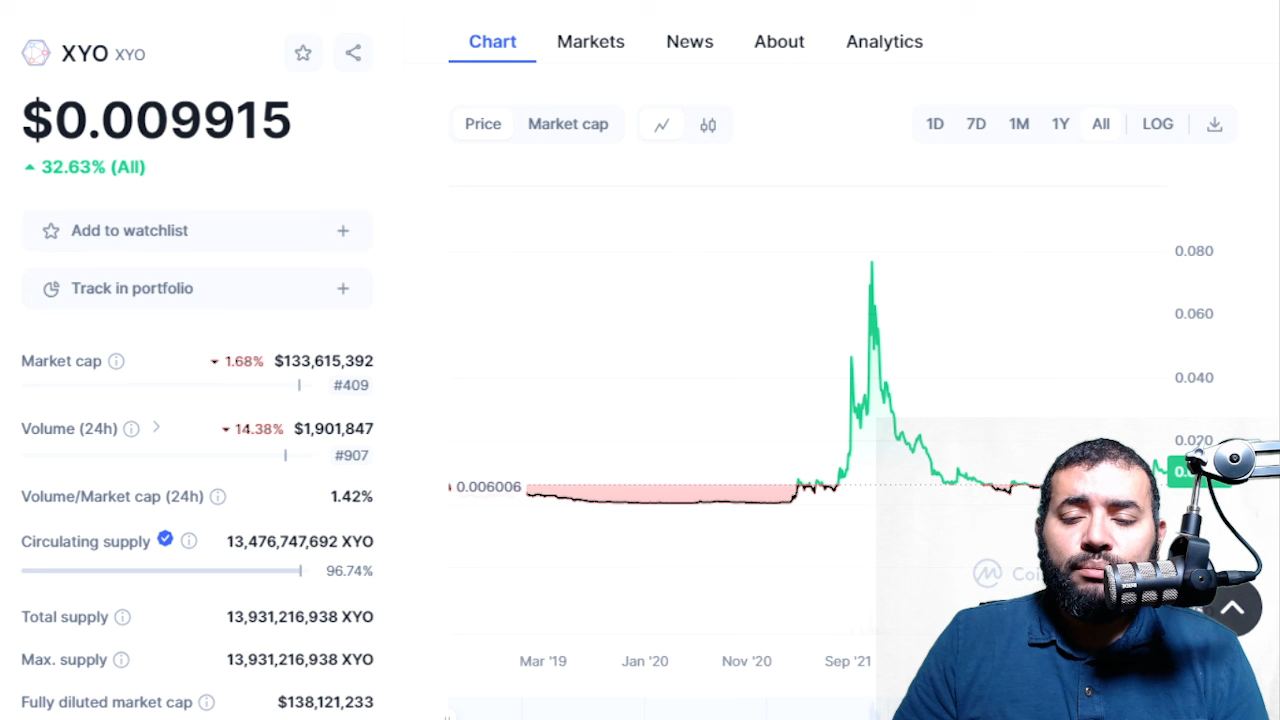 XYO XYO
$0.009915
32.63% (All)
Add to watchlist
Track in portfolio
Market cap 1.68% $133,615,392
#409
Volume (24h) 14.38% $1,901,847
#907
Volume/Market cap (24h) 1.42%
Circulating supply 13,476,747,692 XYO
96.74%
Total supply 13,931,216,938 XYO
Max. supply 13,931,216,938 XYO
Fully diluted market cap $138,121,233
Chart Markets News About Analytics
Price Market cap 1D 7D 1M 1Y All LOG
0.080
0.060
0.040
0.020
0.006006
Mar '19 Jan '20 Nov '20 Sep '21